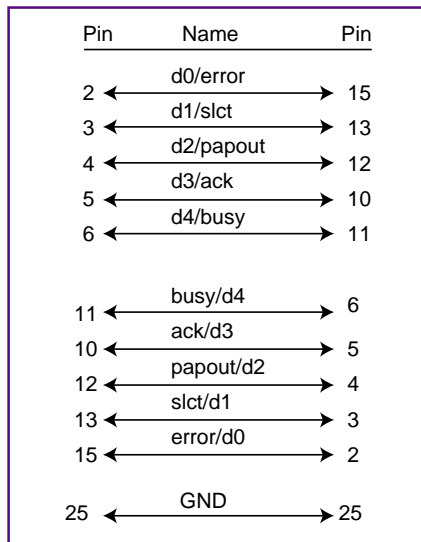 Pin Name Pin
d0/error
2 15
d1/slct
3 13
d2/papout
4 12
d3/ack
5 10
d4/busy
6 11
busy/d4
11 6
ack/d3
10 5
papout/d2
12 4
slct/d1
13 3
error/d0
15 2
GND
25 25